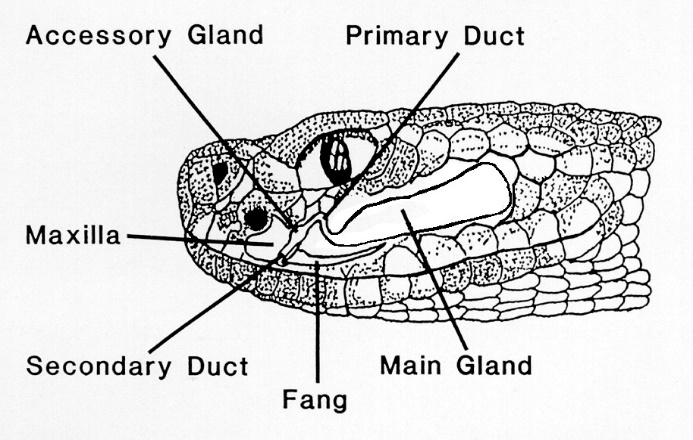 Accessory Gland
Primary Duct
Maxilla
Secondary Duct
Main Gland
Fang